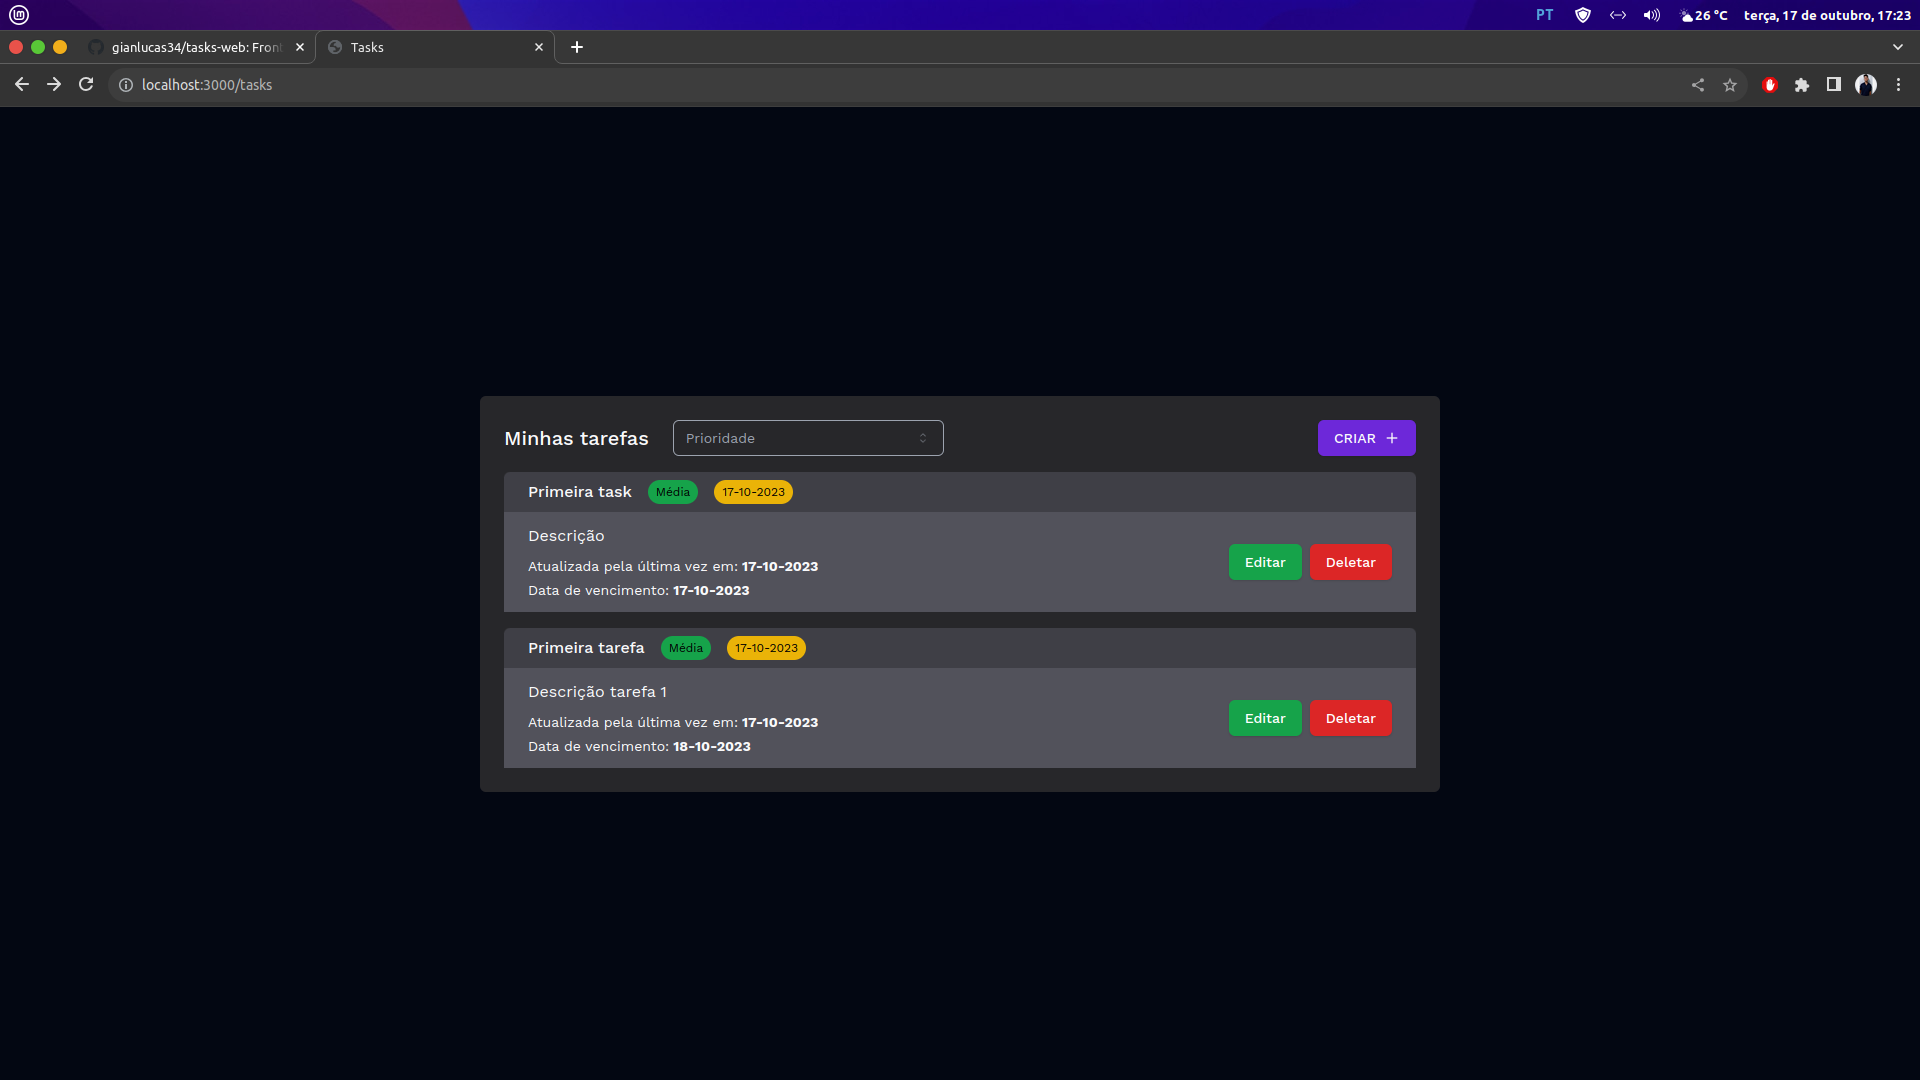 PT 26 °C terça, 17 de outubro, 17:23
gianlucas34/tasks-web: Front Tasks
localhost:3000/tasks
Minhas tarefas Prioridade CRIAR
Primeira task Média 17-10-2023
Descrição
Atualizada pela última vez em: 17-10-2023
Data de vencimento: 17-10-2023
Editar Deletar
Primeira tarefa Média 17-10-2023
Descrição tarefa 1
Atualizada pela última vez em: 17-10-2023
Data de vencimento: 18-10-2023
Editar Deletar